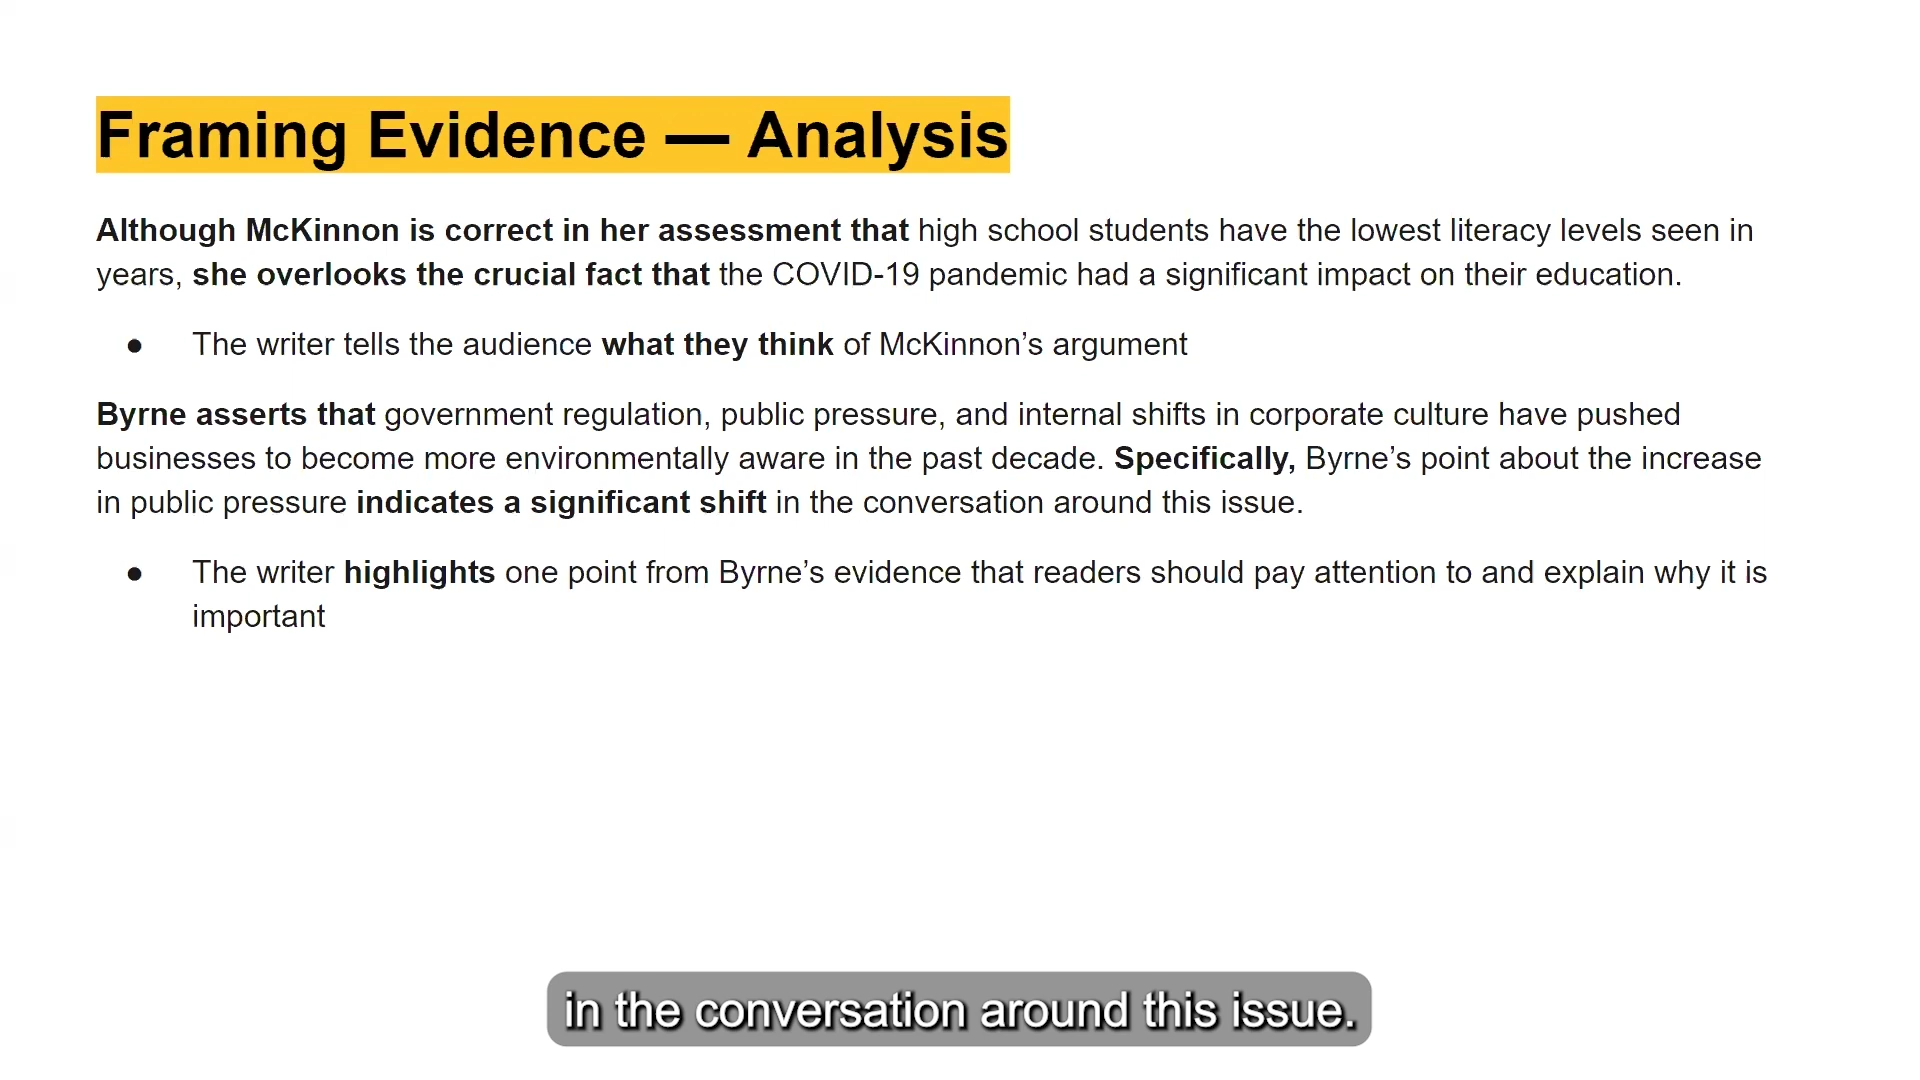 Framing Evidence — Analysis
Although McKinnon is correct in her assessment that high school students have the lowest literacy levels seen in
years, she overlooks the crucial fact that the COVID-19 pandemic had a significant impact on their education.
● The writer tells the audience what they think of McKinnon’s argument
Byrne asserts that government regulation, public pressure, and internal shifts in corporate culture have pushed
businesses to become more environmentally aware in the past decade. Specifically, Byrne’s point about the increase
in public pressure indicates a significant shift in the conversation around this issue.
● The writer highlights one point from Byrne’s evidence that readers should pay attention to and explain why it is
important
in the conversation around this issue.